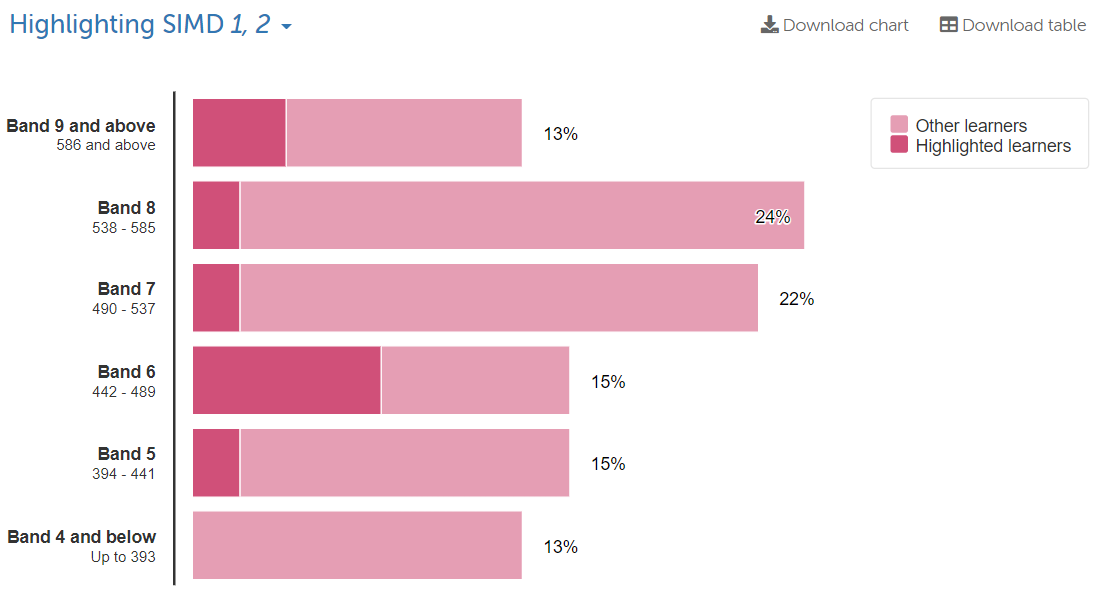 Highlighting SIMD 1, 2
Download chart
Download table
Band 9 and above
586 and above
13%
Other learners
Highlighted learners
Band 8
538 - 585
24%
Band 7
490 - 537
22%
Band 6
442 - 489
15%
Band 5
394 - 441
15%
Band 4 and below
Up to 393
13%